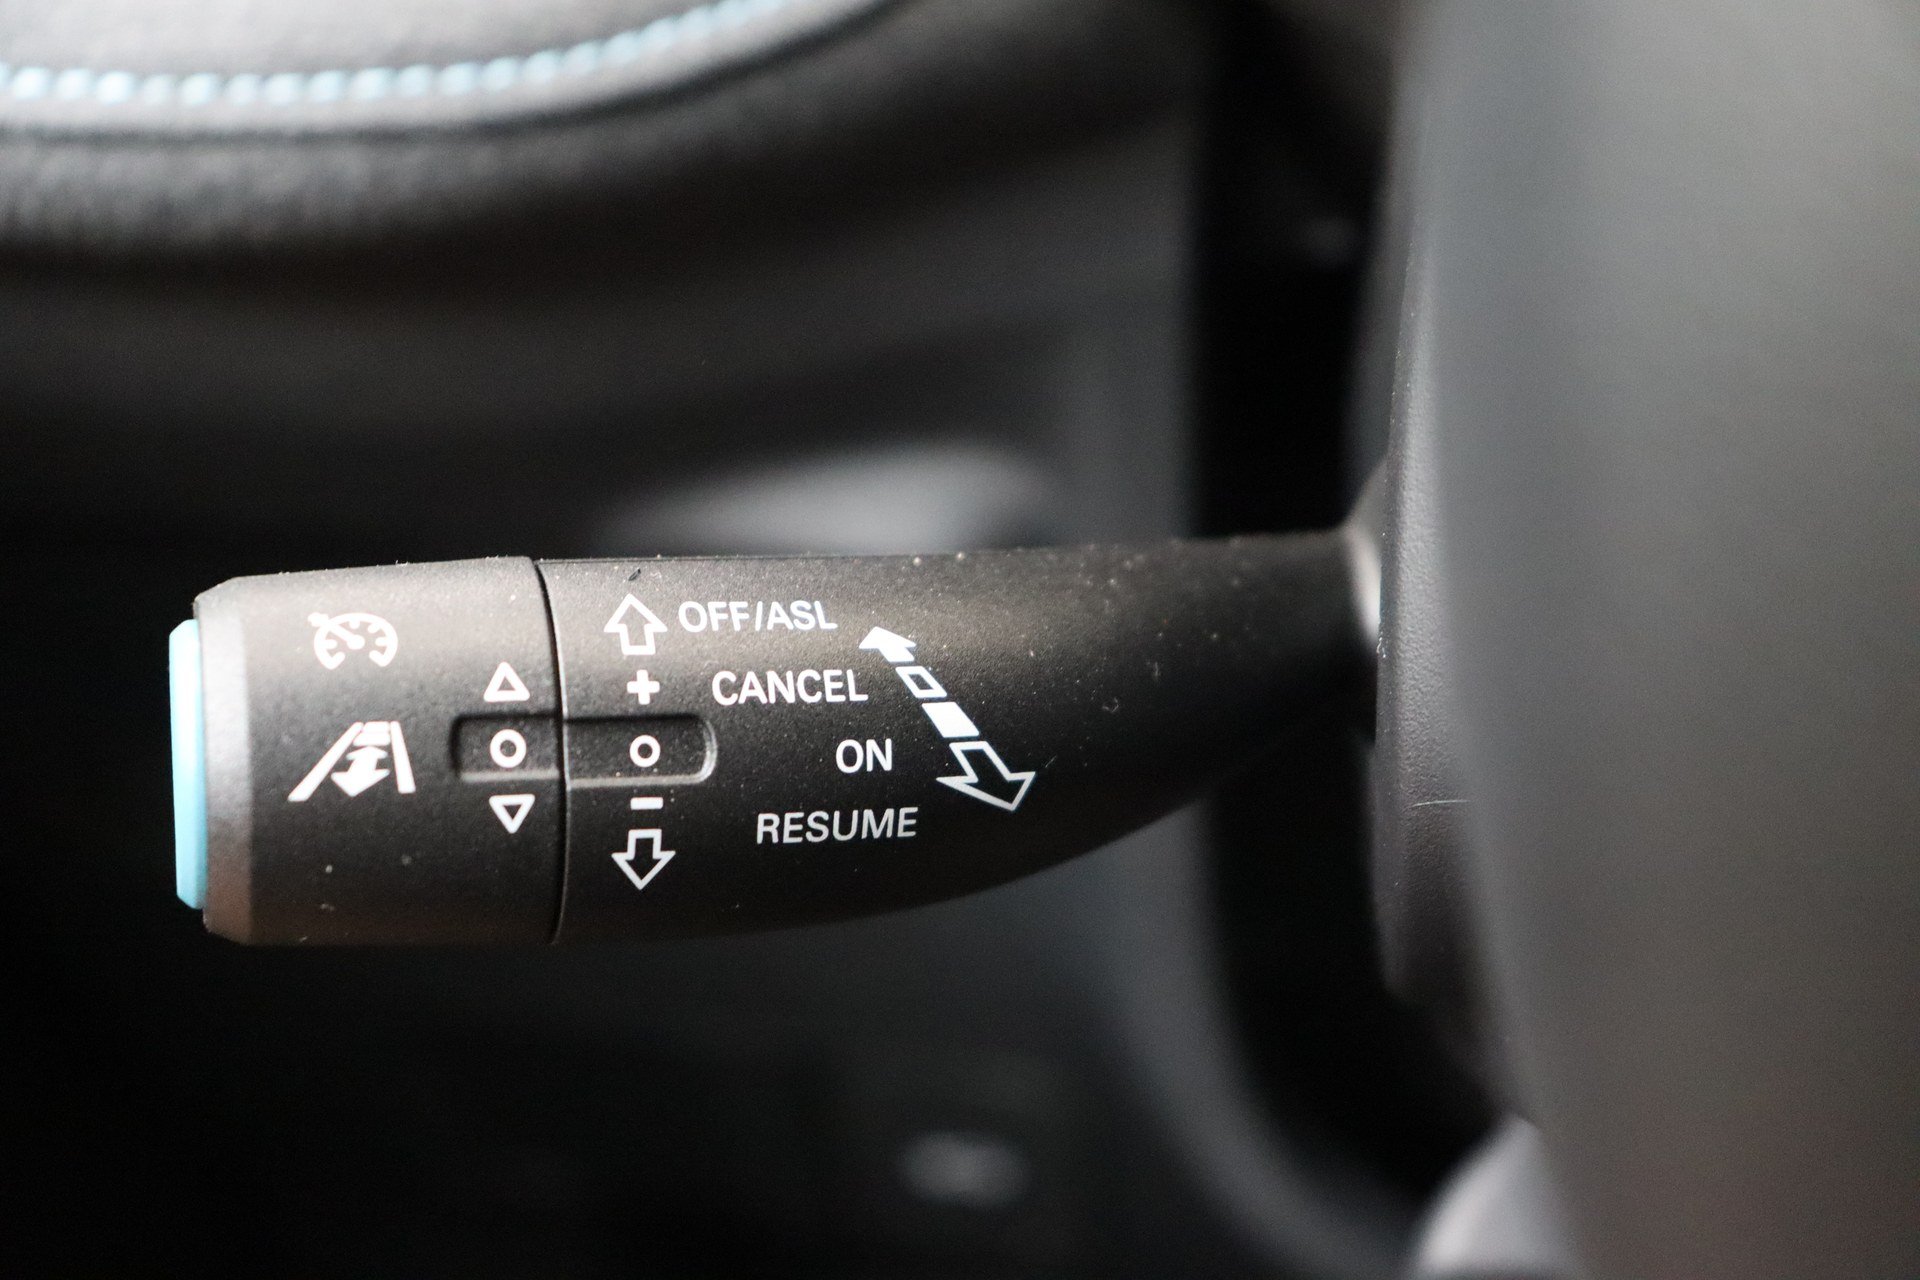 OFF/ASL
+ CANCEL
ON
− RESUME